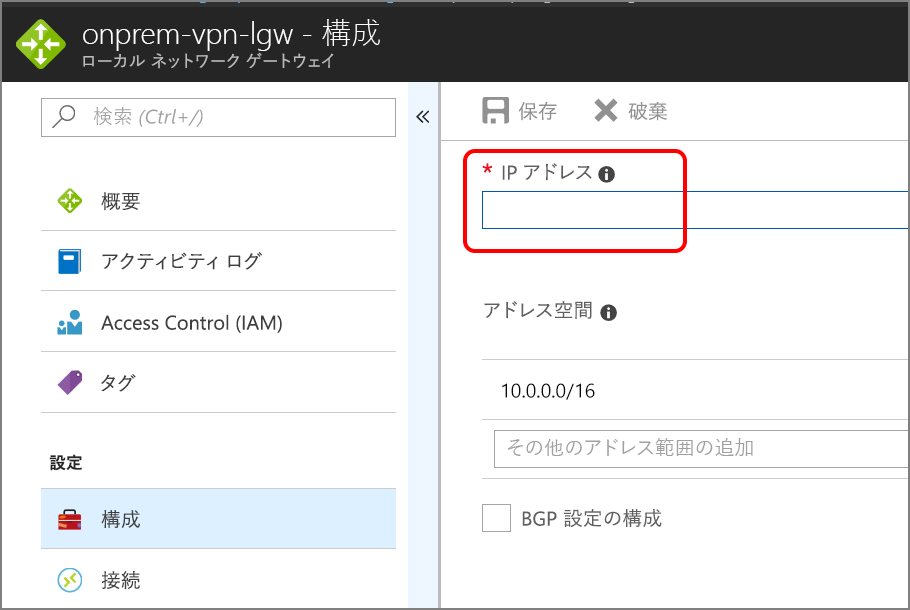 onprem-vpn-lgw - 構成
ローカル ネットワーク ゲートウェイ
検索 (Ctrl+/)
概要
アクティビティ ログ
Access Control (IAM)
タグ
設定
構成
接続
保存 破棄
* IP アドレス
アドレス空間
10.0.0.0/16
その他のアドレス範囲の追加
BGP 設定の構成